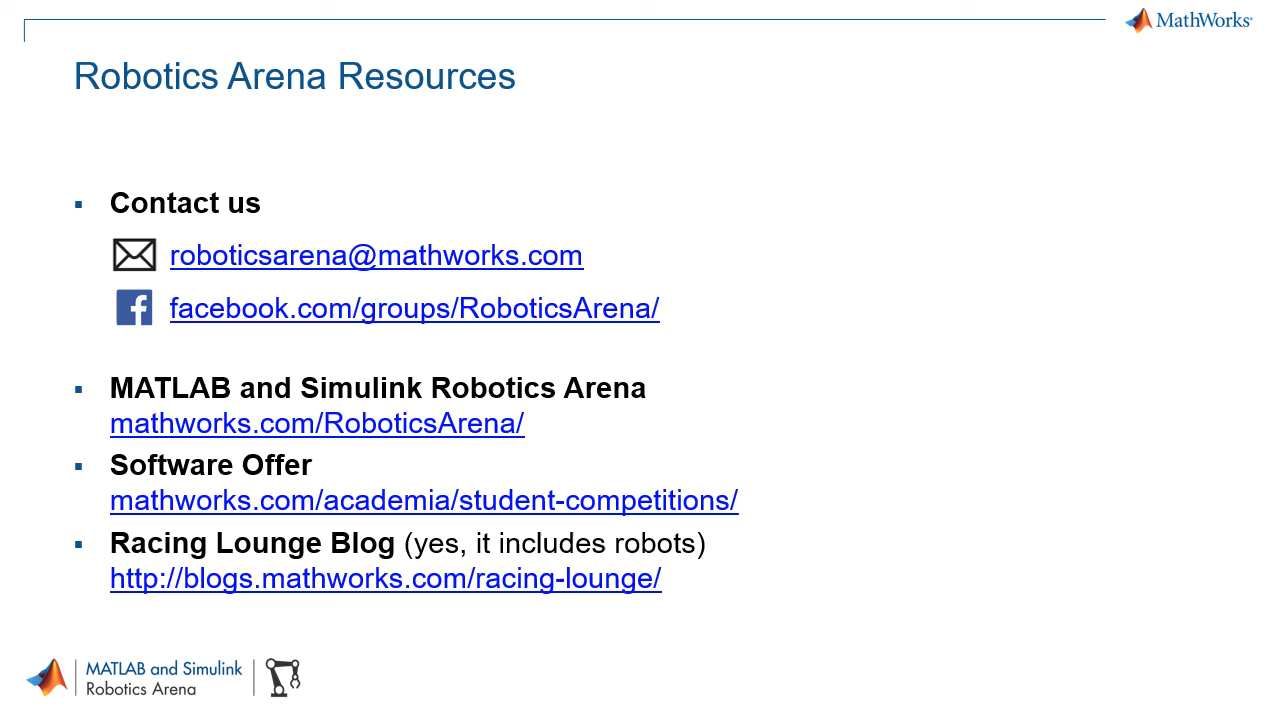 MathWorks®
Robotics Arena Resources
▪ Contact us
roboticsarena@mathworks.com
facebook.com/groups/RoboticsArena/
▪ MATLAB and Simulink Robotics Arena
mathworks.com/RoboticsArena/
▪ Software Offer
mathworks.com/academia/student-competitions/
▪ Racing Lounge Blog (yes, it includes robots)
http://blogs.mathworks.com/racing-lounge/
MATLAB and Simulink
Robotics Arena